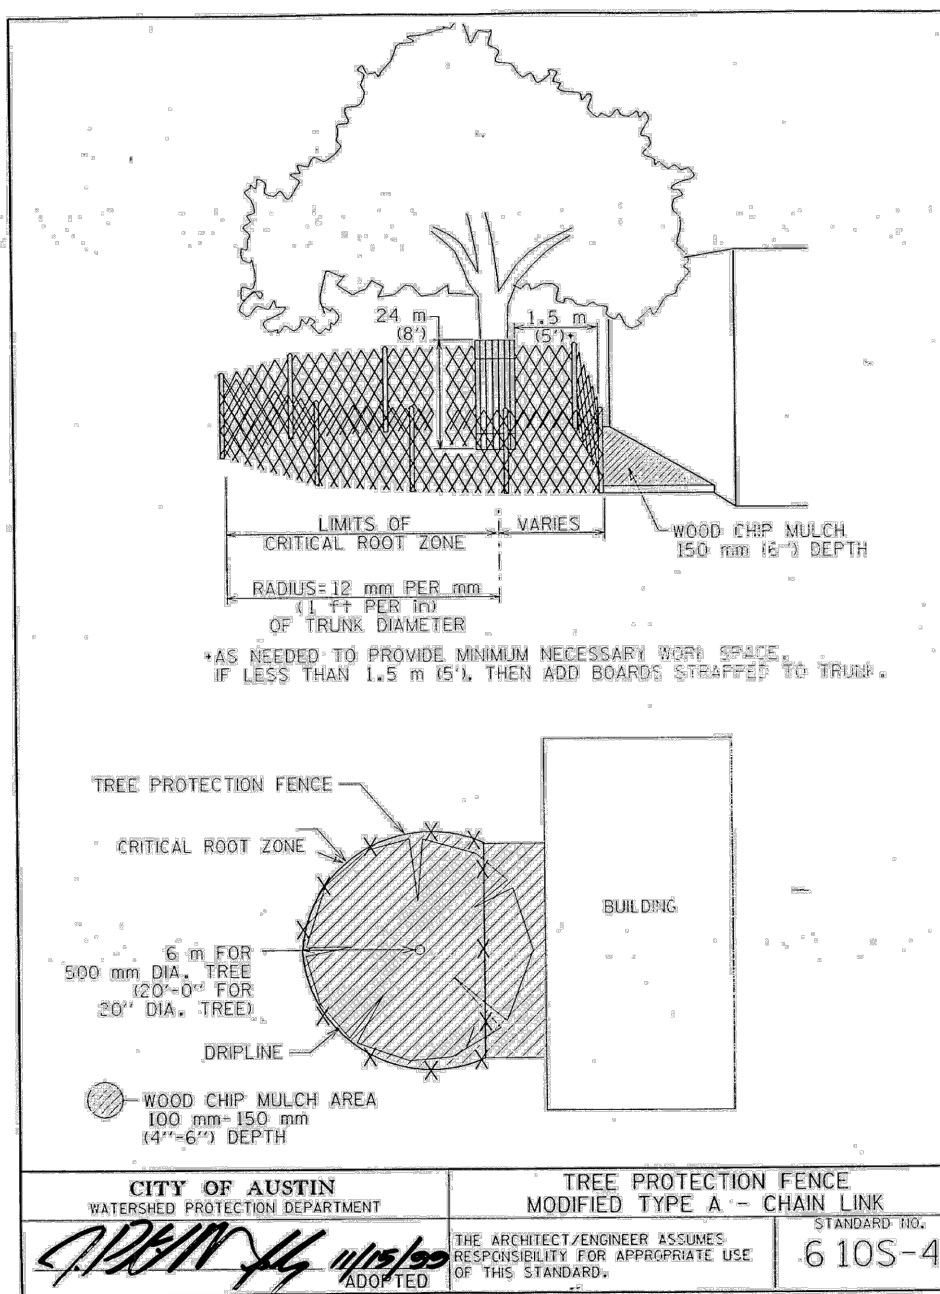 24 m
(8')
1.5 m
(5')*
LIMITS OF
CRITICAL ROOT ZONE
VARIES
WOOD CHIP MULCH
150 mm (6") DEPTH
RADIUS=12 mm PER mm
(1 ft PER in)
OF TRUNK DIAMETER
*AS NEEDED TO PROVIDE MINIMUM NECESSARY WORK SPACE.
IF LESS THAN 1.5 m (5'), THEN ADD BOARDS STRAPPED TO TRUNK.
TREE PROTECTION FENCE
CRITICAL ROOT ZONE
BUILDING
6 m FOR
500 mm DIA. TREE
(20'-0" FOR
20" DIA. TREE)
DRIPLINE
WOOD CHIP MULCH AREA
100 mm-150 mm
(4"-6") DEPTH
CITY OF AUSTIN
WATERSHED PROTECTION DEPARTMENT
TREE PROTECTION FENCE
MODIFIED TYPE A - CHAIN LINK
11/15/99
ADOPTED
THE ARCHITECT/ENGINEER ASSUMES
RESPONSIBILITY FOR APPROPRIATE USE
OF THIS STANDARD.
STANDARD NO.
610S-4